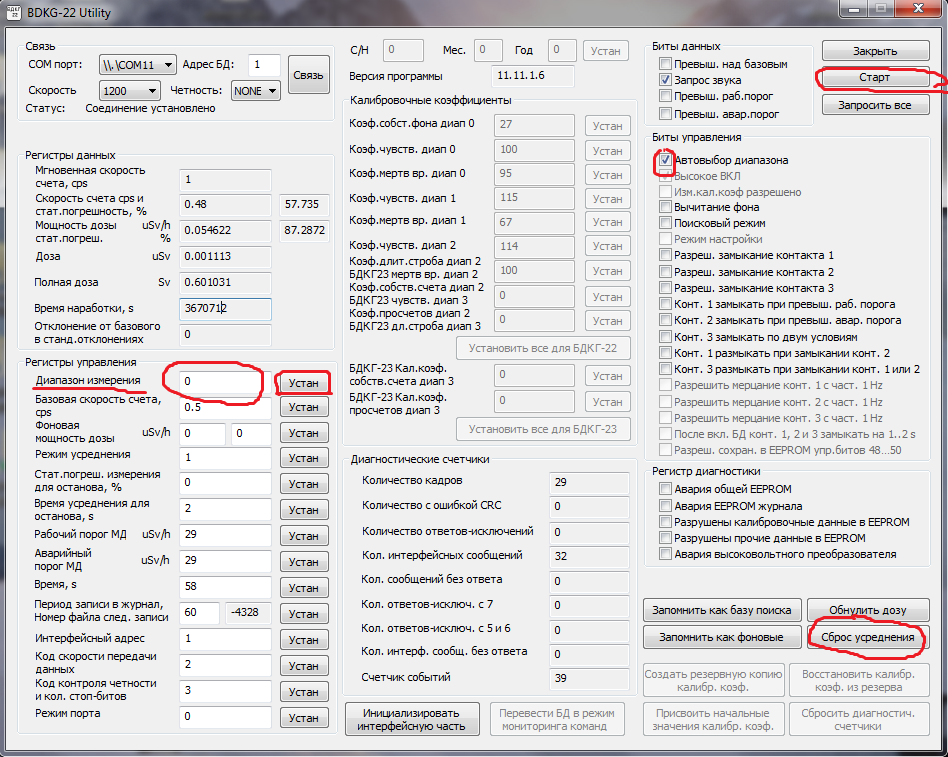 BDKG-22 Utility
Связь
COM порт:
\\.\COM11
Адрес БД:
1
Связь
Скорость
1200
Четность:
NONE
Статус:
Соединение установлено
Регистры данных
Мгновенная скорость
счета, cps
1
Скорость счета cps и
стат.погрешность, %
0.48
57.735
Мощность дозы uSv/h
стат.погреш. %
0.054622
87.2872
Доза uSv
0.001113
Полная доза Sv
0.601031
Время наработки, s
3670712
Отклонение от базового
в станд.отклонениях
0
Регистры управления
Диапазон измерения
0
Устан
Базовая скорость счета,
cps
0.5
Устан
Фоновая
мощность дозы uSv/h
0
0
Устан
Режим усреднения
1
Устан
Стат.погреш. измерения
для останова, %
0
Устан
Время усреднения для
останова, s
2
Устан
Рабочий порог МД uSv/h
29
Устан
Аварийный
порог МД uSv/h
29
Устан
Время, s
58
Устан
Период записи в журнал,
Номер файла след. записи
60
-4328
Устан
Интерфейсный адрес
1
Устан
Код скорости передачи
данных
2
Устан
Код контроля четности
и кол. стоп-битов
3
Устан
Режим порта
0
Устан
С/Н
0
Мес.
0
Год
0
Устан
Версия программы
11.11.1.6
Калибровочные коэффициенты
Коэф.собст.фона диап 0
27
Устан
Коэф.чувств. диап 0
100
Устан
Коэф.мертв вр. диап 0
95
Устан
Коэф.чувств. диап 1
115
Устан
Коэф.мертв вр. диап 1
67
Устан
Коэф.чувств. диап 2
114
Устан
Коэф.длит.строба диап 2
БДКГ23 мертв вр. диап 2
100
Устан
Коэф.собств.счета диап 2
БДКГ23 чувств. диап 3
0
Устан
Коэф.просчетов диап 2
БДКГ23 дл.строба диап 3
0
Устан
Установить все для БДКГ-22
БДКГ-23 Кал.коэф.
собств.счета диап 3
0
Устан
БДКГ-23 Кал.коэф.
просчетов диап 3
0
Устан
Установить все для БДКГ-23
Диагностические счетчики
Количество кадров
29
Количество с ошибкой CRC
0
Количество ответов-исключений
0
Кол. интерфейсных сообщений
32
Кол. сообщений без ответа
0
Кол. ответов-исключ. с 7
0
Кол. ответов-исключ. с 5 и 6
0
Кол. интерф. сообщ. без ответа
0
Счетчик событий
39
Инициализировать
интерфейсную часть
Перевести БД в режим
мониторинга команд
Биты данных
Превыш. над базовым
Запрос звука
Превыш. раб.порог
Превыш. авар.порог
Закрыть
Старт
Запросить все
Биты управления
Автовыбор диапазона
Высокое ВКЛ
Изм.кал.коэф разрешено
Вычитание фона
Поисковый режим
Режим настройки
Разреш. замыкание контакта 1
Разреш. замыкание контакта 2
Разреш. замыкание контакта 3
Конт. 1 замыкать при превыш. раб. порога
Конт. 2 замыкать при превыш. авар. порога
Конт. 3 замыкать по двум условиям
Конт. 1 размыкать при замыкании конт. 2
Конт. 3 размыкать при замыкании конт. 1 или 2
Разрешить мерцание конт. 1 с част. 1 Hz
Разрешить мерцание конт. 2 с част. 1 Hz
Разрешить мерцание конт. 3 с част. 1 Hz
После вкл. БД конт. 1, 2 и 3 замыкать на 1..2 s
Разреш. сохран. в EEPROM упр.битов 48...50
Регистр диагностики
Авария общей EEPROM
Авария EEPROM журнала
Разрушены калибровочные данные в EEPROM
Разрушены прочие данные в EEPROM
Авария высоковольтного преобразователя
Запомнить как базу поиска
Обнулить дозу
Запомнить как фоновые
Сброс усреднения
Создать резервную копию
калибр. коэф.
Восстановить калибр.
коэф. из резерва
Присвоить начальные
значения калибр. коэф.
Сбросить диагностич.
счетчики